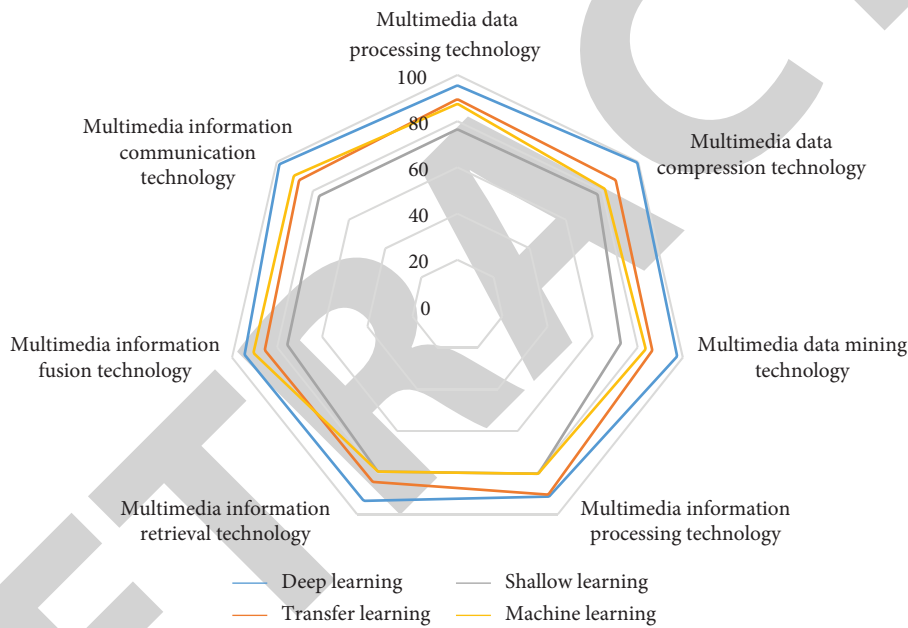 Multimedia data
processing technology
100
80
60
40
20
0
Multimedia data
compression technology
Multimedia data mining
technology
Multimedia information
processing technology
Multimedia information
retrieval technology
Multimedia information
fusion technology
Multimedia information
communication
technology
Deep learning
Shallow learning
Transfer learning
Machine learning
ETRAC